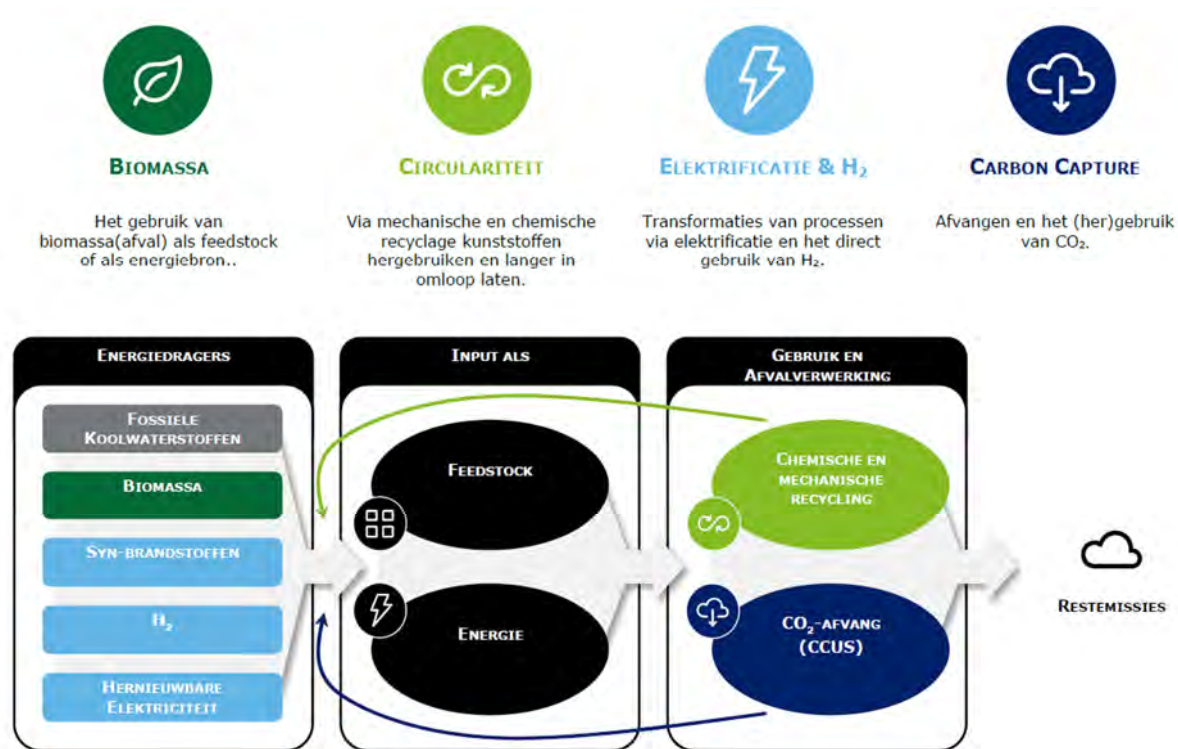 BIOMASSA
Het gebruik van
biomassa(afval) als feedstock
of als energiebron..
CIRCULARITEIT
Via mechanische en chemische
recyclage kunststoffen
hergebruiken en langer in
omloop laten.
ELEKTRIFICATIE & H₂
Transformaties van processen
via elektrificatie en het direct
gebruik van H₂.
CARBON CAPTURE
Afvangen en het (her)gebruik
van CO₂.
ENERGIEDRAGERS
FOSSIELE
KOOLWATERSTOFFEN
BIOMASSA
SYN-BRANDSTOFFEN
H₂
HERNIEUWBARE
ELEKTRICITEIT
INPUT ALS
FEEDSTOCK
ENERGIE
GEBRUIK EN
AFVALVERWERKING
CHEMISCHE EN
MECHANISCHE
RECYCLING
CO₂-AFVANG
(CCUS)
RESTEMISSIES